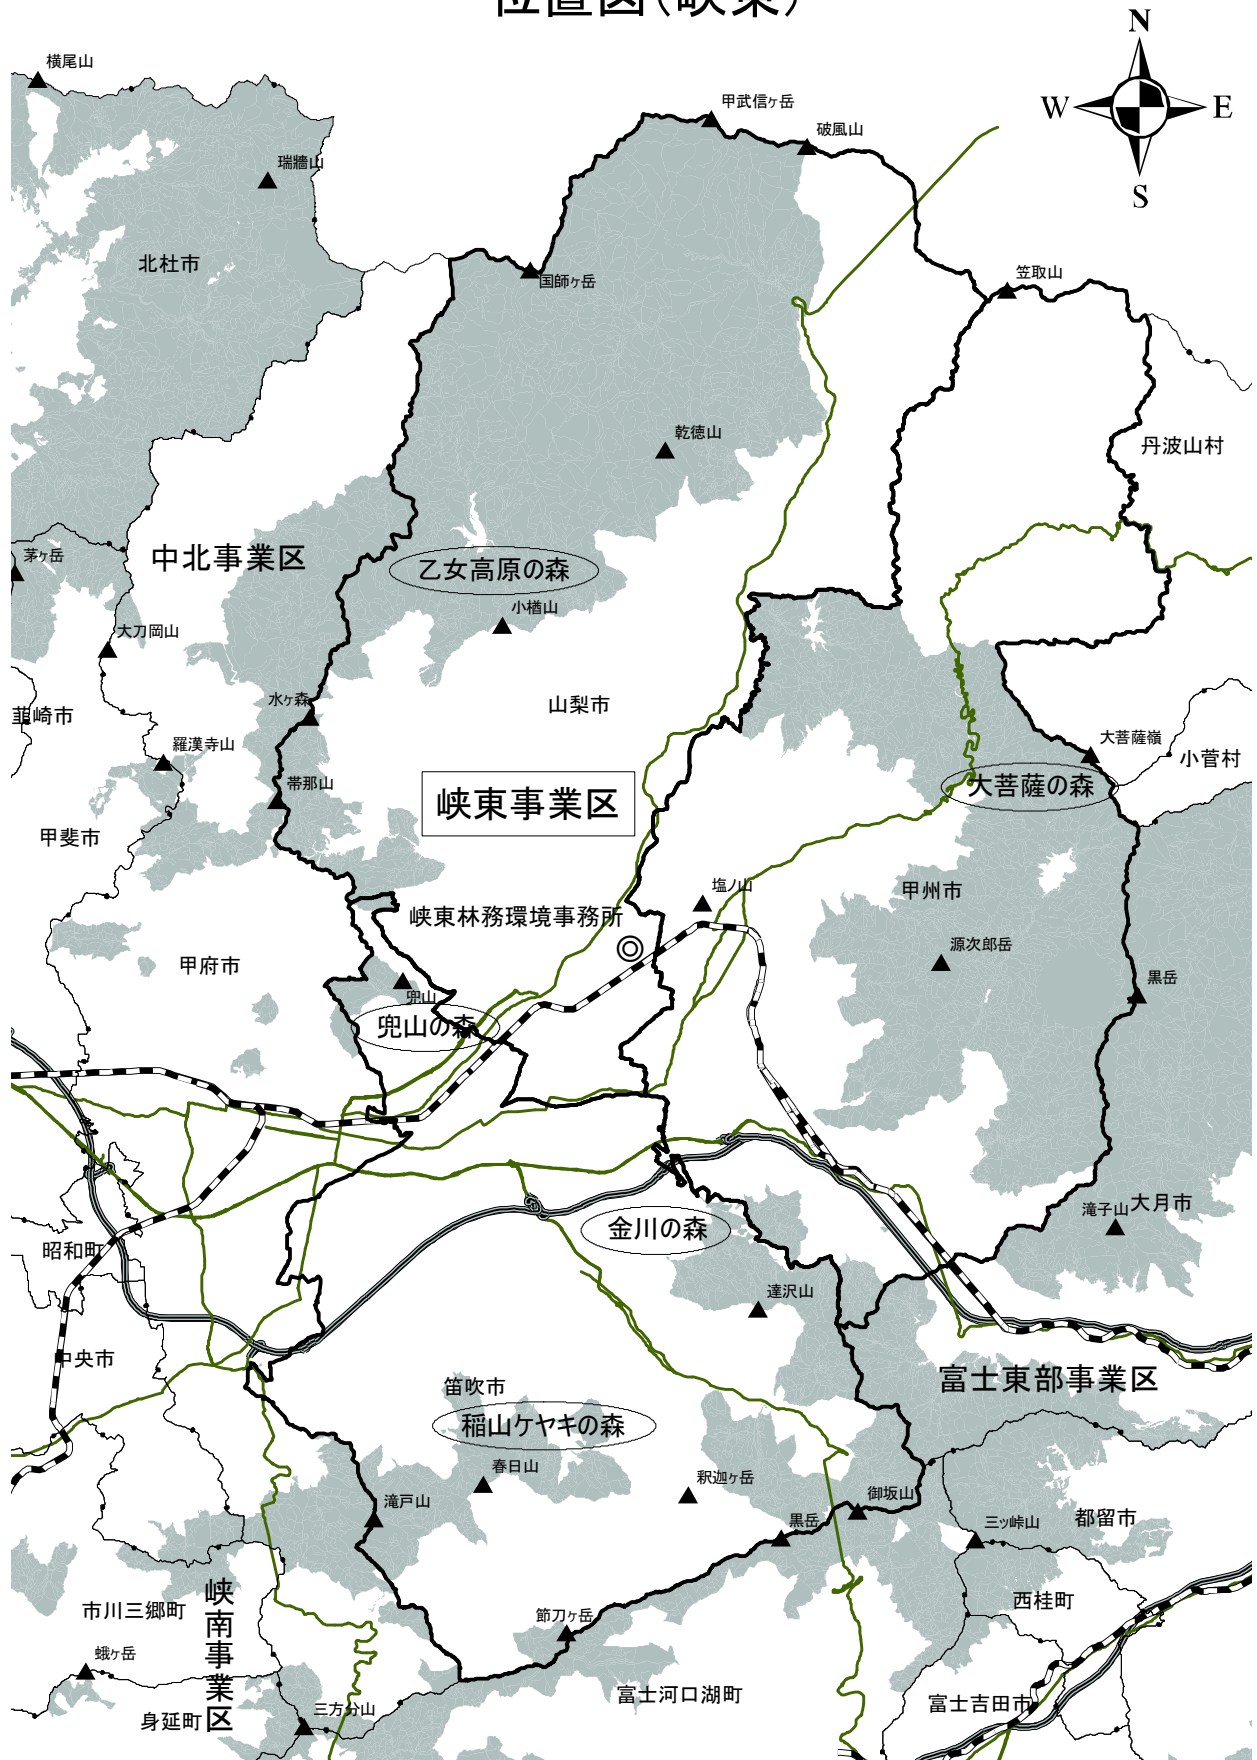 位置図(峡東)
N
横尾山
甲武信ヶ岳
W
E
破風山
瑞牆山
S
北杜市
国師ヶ岳
笠取山
乾徳山
丹波山村
茅ヶ岳
中北事業区
乙女高原の森
小楢山
大刀岡山
水ヶ森
山梨市
韮崎市
羅漢寺山
大菩薩嶺
小菅村
帯那山
大菩薩の森
峡東事業区
甲斐市
塩ノ山
甲州市
峡東林務環境事務所
源次郎岳
甲府市
黒岳
兜山
兜山の森
滝子山
大月市
金川の森
昭和町
達沢山
中央市
富士東部事業区
笛吹市
稲山ケヤキの森
春日山
釈迦ヶ岳
滝戸山
御坂山
黒岳
三ッ峠山
都留市
峡南事業区
市川三郷町
西桂町
節刀ヶ岳
蛾ヶ岳
富士河口湖町
富士吉田市
三方分山
身延町